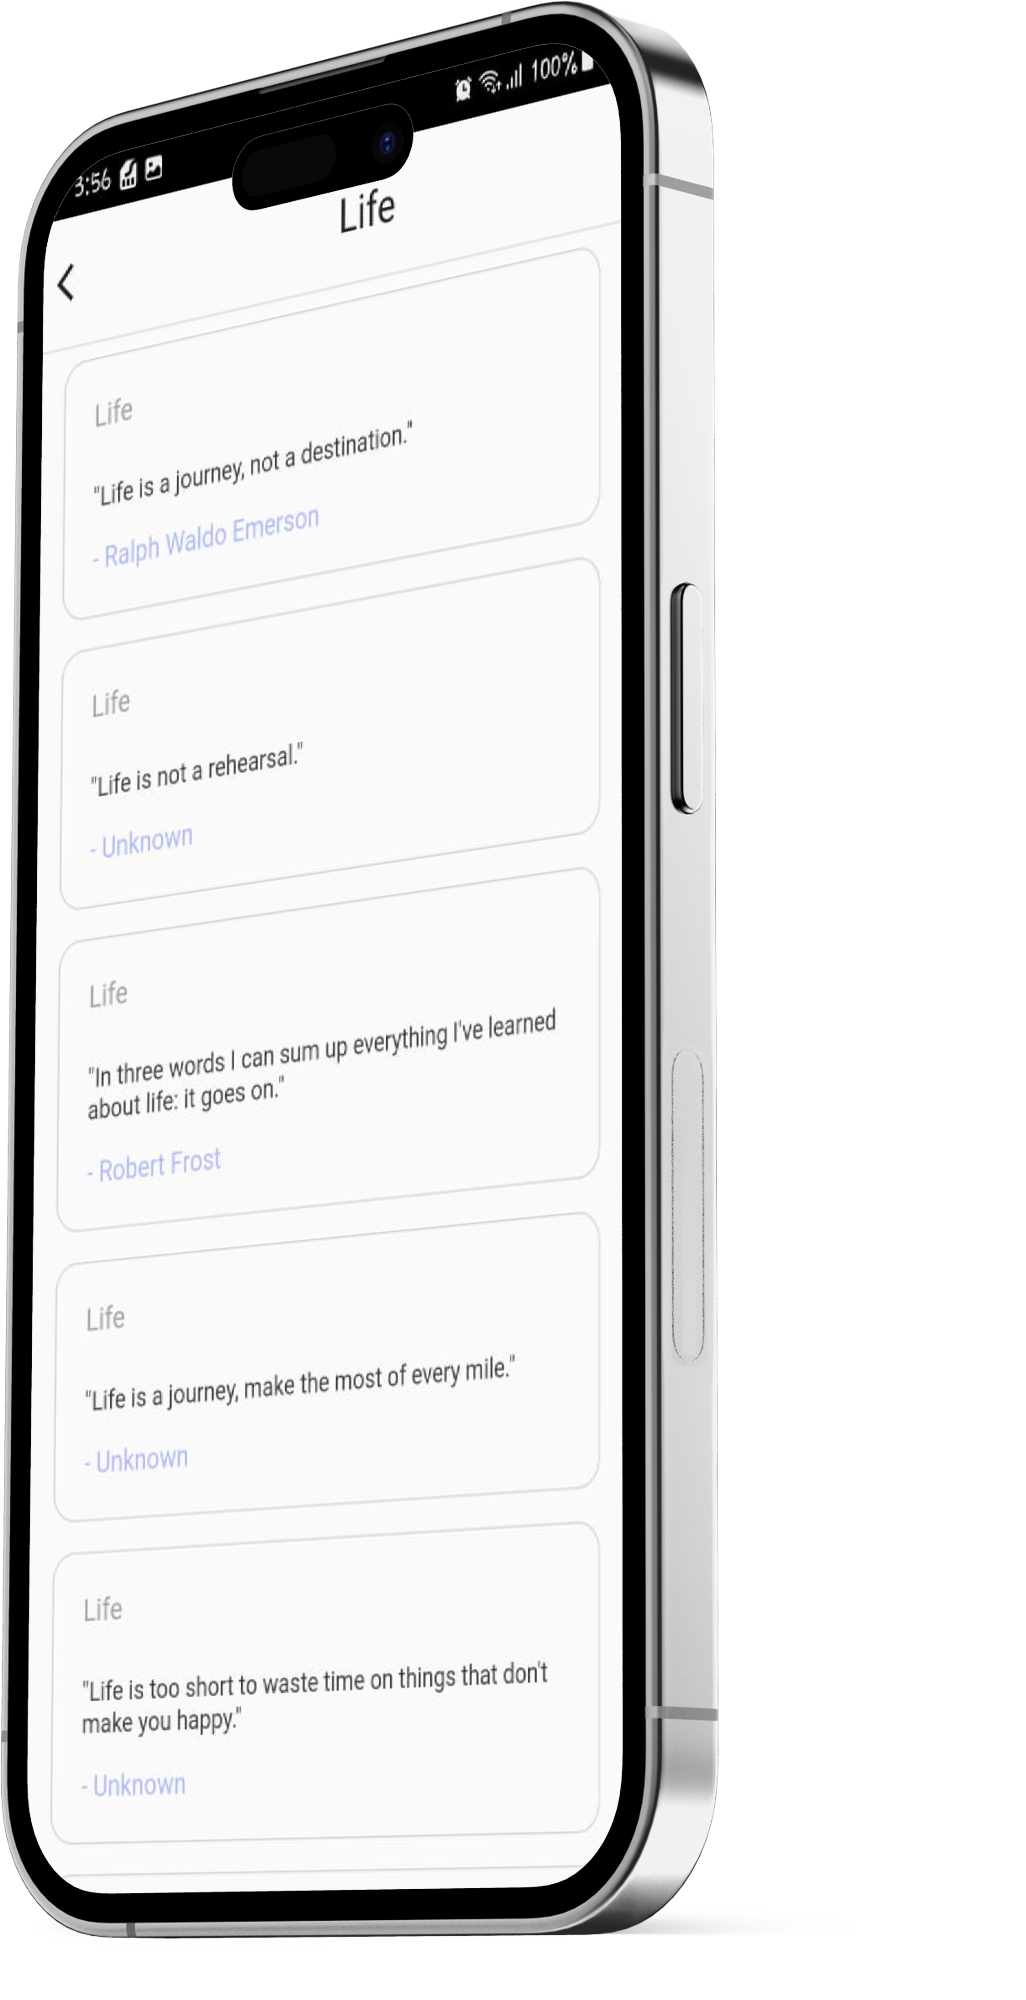 3:56 100%
Life
Life
"Life is a journey, not a destination."
- Ralph Waldo Emerson
Life
"Life is not a rehearsal."
- Unknown
Life
"In three words I can sum up everything I've learned
about life: it goes on."
- Robert Frost
Life
"Life is a journey, make the most of every mile."
- Unknown
Life
"Life is too short to waste time on things that don't
make you happy."
- Unknown